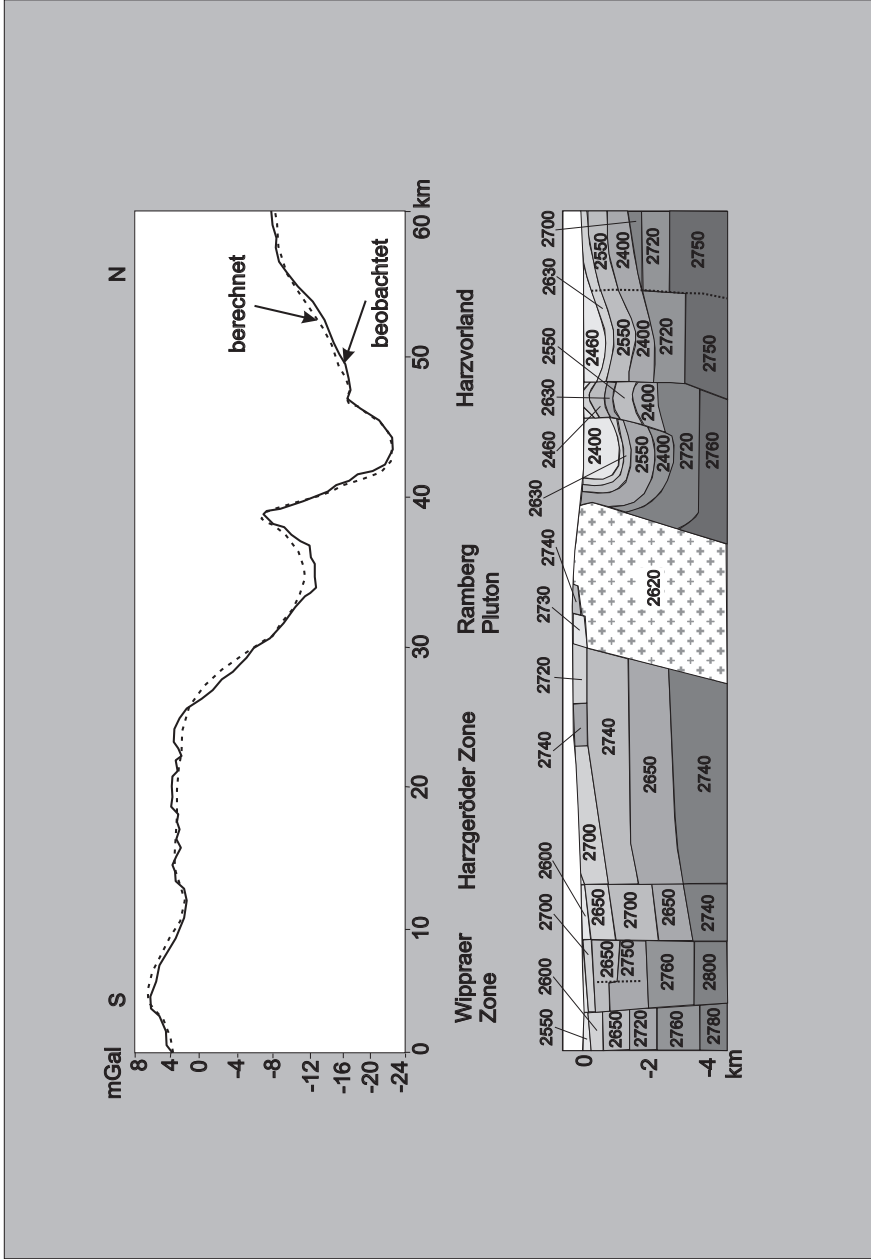 mGal
S
N
8
4
0
-4
-8
-12
-16
-20
-24
berechnet
beobachtet
0 10 20 30 40 50 60 km
Wippraer Zone
Harzgeröder Zone
Ramberg Pluton
Harzvorland
2550 2600 2700 2600 2740 2720 2730 2740 2630 2460 2630 2550 2630 2700
0
-2
-4
km
2650 2720 2760 2780
2650 2750 2760 2800
2650 2700 2650 2740
2700 2740 2650 2740
2620
2400 2550 2400 2720 2760
2400
2460 2550 2400 2720 2750
2550 2400 2720 2750